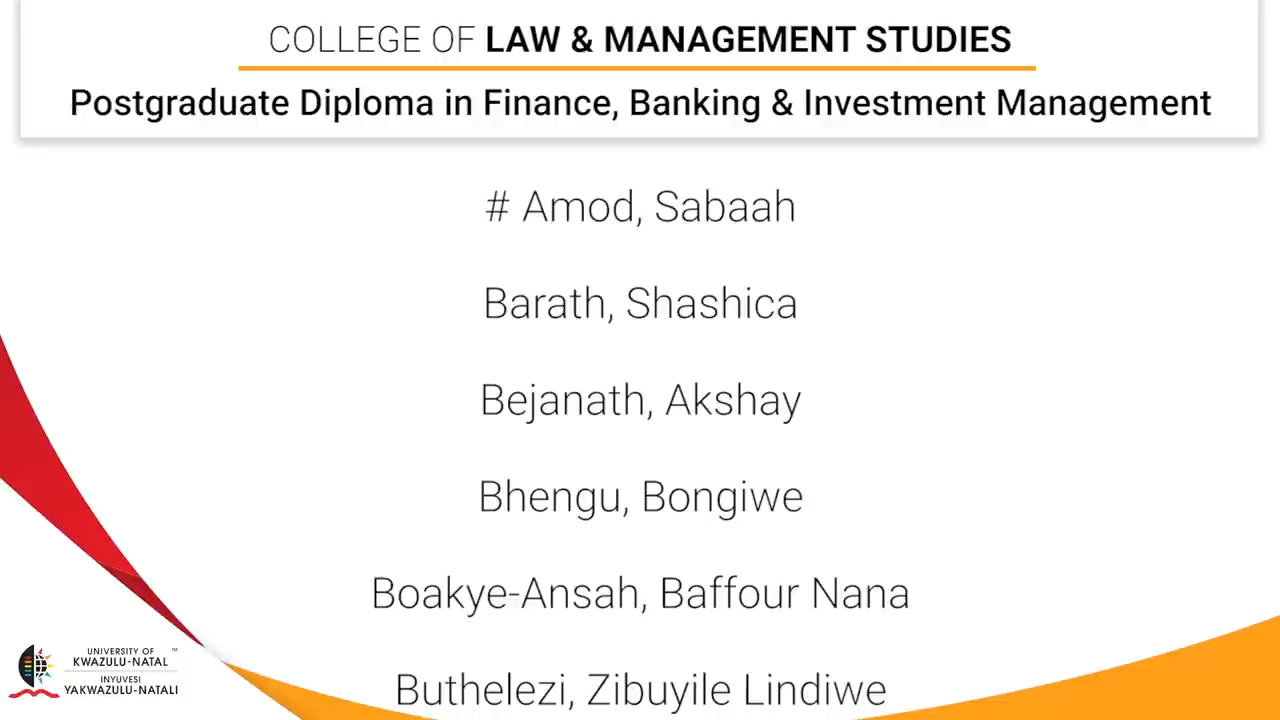 COLLEGE OF LAW & MANAGEMENT STUDIES
Postgraduate Diploma in Finance, Banking & Investment Management
# Amod, Sabaah
Barath, Shashica
Bejanath, Akshay
Bhengu, Bongiwe
Boakye-Ansah, Baffour Nana
Buthelezi, Zibuyile Lindiwe
UNIVERSITY OF ™
KWAZULU-NATAL
INYUVESI
YAKWAZULU-NATALI